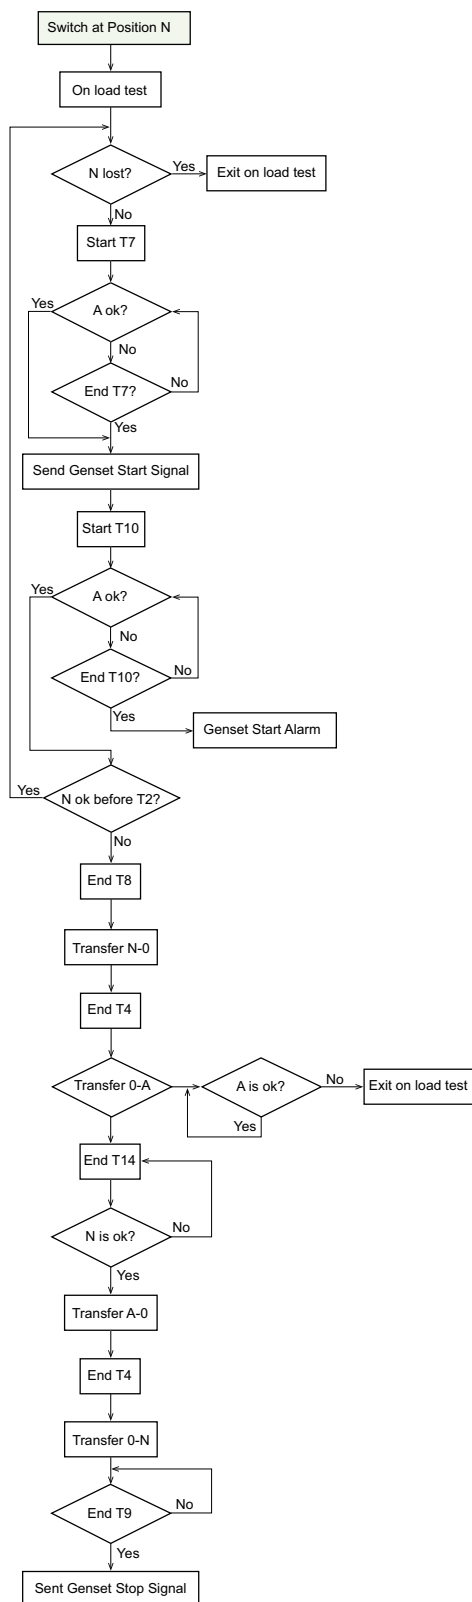 Switch at Position N
On load test
N lost?
Yes
Exit on load test
No
Start T7
Yes
A ok?
No
End T7?
No
Yes
Send Genset Start Signal
Start T10
Yes
A ok?
No
End T10?
No
Yes
Genset Start Alarm
Yes
N ok before T2?
No
End T8
Transfer N-0
End T4
Transfer 0-A
A is ok?
No
Exit on load test
Yes
End T14
N is ok?
No
Yes
Transfer A-0
End T4
Transfer 0-N
End T9
No
Yes
Sent Genset Stop Signal